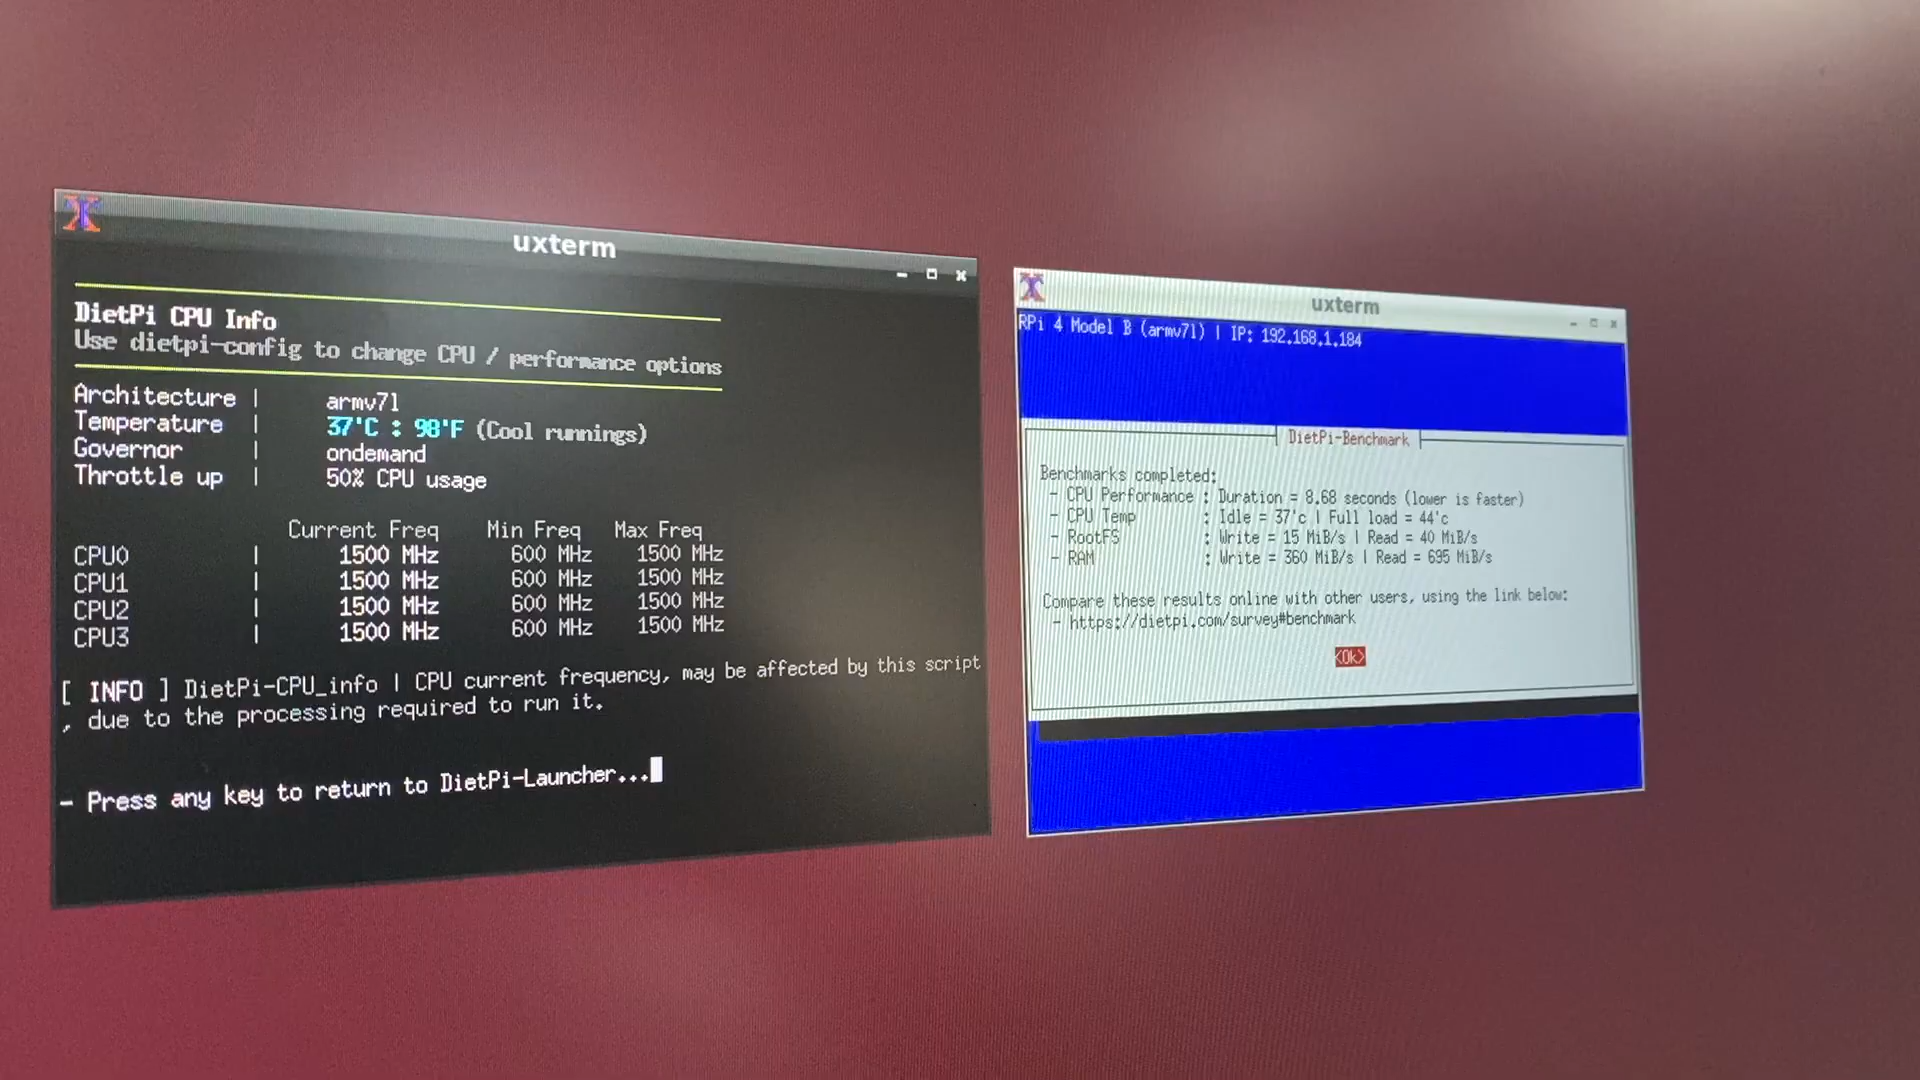 uxterm
DietPi CPU Info
Use dietpi-config to change CPU / performance options
Architecture | armv7l
Temperature | 37'C : 98'F (Cool runnings)
Governor | ondemand
Throttle up | 50% CPU usage
Current Freq Min Freq Max Freq
CPU0 | 1500 MHz 600 MHz 1500 MHz
CPU1 | 1500 MHz 600 MHz 1500 MHz
CPU2 | 1500 MHz 600 MHz 1500 MHz
CPU3 | 1500 MHz 600 MHz 1500 MHz
[ INFO ] DietPi-CPU_info | CPU current frequency, may be affected by this script
, due to the processing required to run it.
- Press any key to return to DietPi-Launcher...
uxterm
RPi 4 Model B (armv7l) | IP: 192.168.1.184
DietPi-Benchmark
Benchmarks completed:
- CPU Performance : Duration = 8.68 seconds (lower is faster)
- CPU Temp : Idle = 37'c | Full load = 44'c
- RootFS : Write = 15 MiB/s | Read = 40 MiB/s
- RAM : Write = 360 MiB/s | Read = 695 MiB/s
Compare these results online with other users, using the link below:
- https://dietpi.com/survey#benchmark
<Ok>